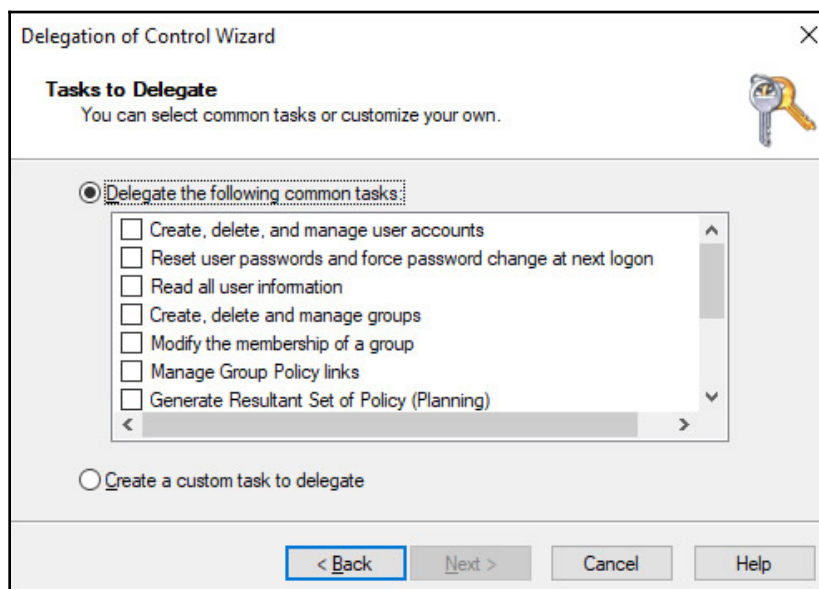 Delegation of Control Wizard
Tasks to Delegate
You can select common tasks or customize your own.
Delegate the following common tasks:
Create, delete, and manage user accounts
Reset user passwords and force password change at next logon
Read all user information
Create, delete and manage groups
Modify the membership of a group
Manage Group Policy links
Generate Resultant Set of Policy (Planning)
Create a custom task to delegate
< Back Next > Cancel Help